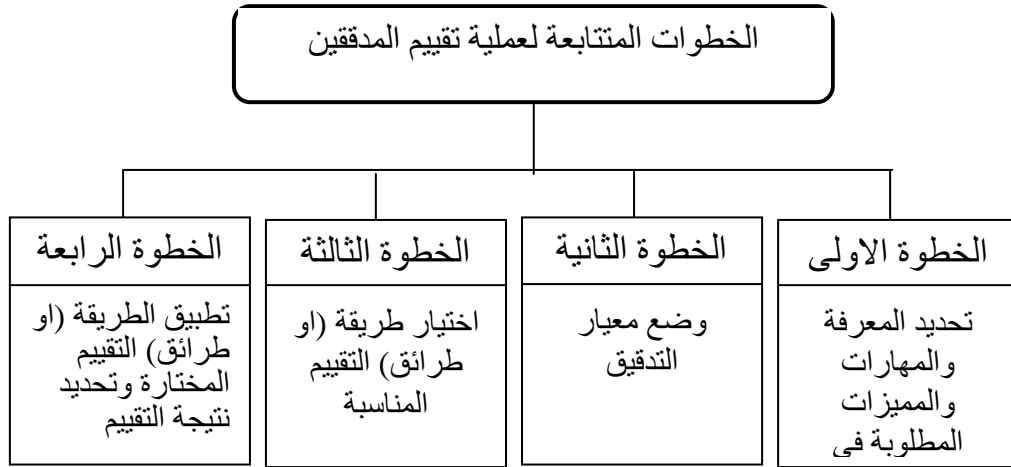 الخطوات المتتابعة لعملية تقييم المدققين
الخطوة الاولى
تحديد المعرفة
والمهارات
والمميزات
المطلوبة في
الخطوة الثانية
وضع معيار
التدقيق
الخطوة الثالثة
اختيار طريقة (او
طرائق) التقييم
المناسبة
الخطوة الرابعة
تطبيق الطريقة (او
طرائق) التقييم
المختارة وتحديد
نتيجة التقييم